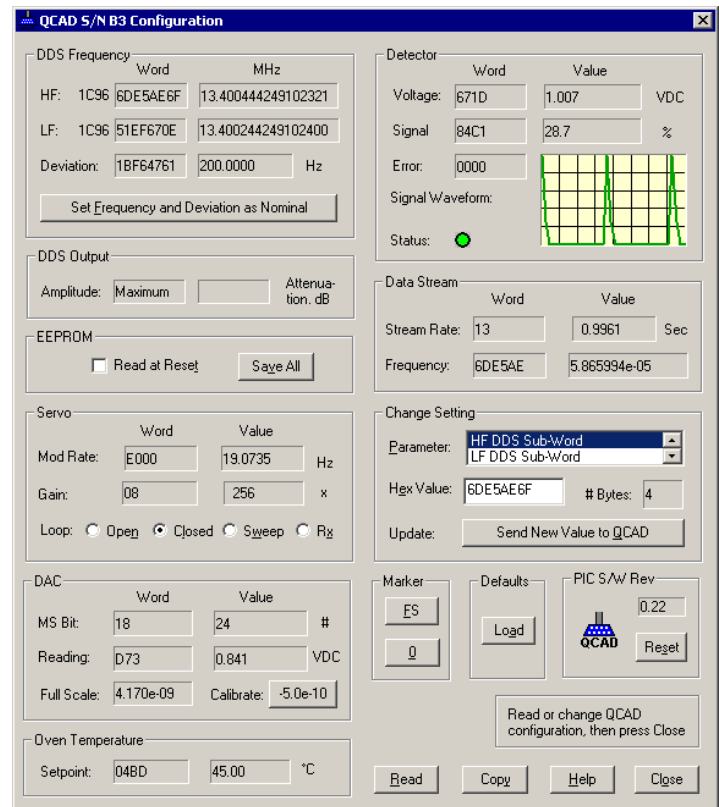 QCAD S/N B3 Configuration
DDS Frequency
Word MHz
HF: 1C96 6DE5AE6F 13.400444249102321
LF: 1C96 51EF670E 13.400244249102400
Deviation: 1BF64761 200.0000 Hz
Set Frequency and Deviation as Nominal
DDS Output
Amplitude: Maximum Attenua-
tion. dB
EEPROM
Read at Reset Save All
Servo
Word Value
Mod Rate: E000 19.0735 Hz
Gain: 08 256 x
Loop: Open Closed Sweep Rx
DAC
Word Value
MS Bit: 18 24 #
Reading: D73 0.841 VDC
Full Scale: 4.170e-09 Calibrate: -5.0e-10
Oven Temperature
Setpoint: 04BD 45.00 °C
Detector
Word Value
Voltage: 671D 1.007 VDC
Signal 84C1 28.7 %
Error: 0000
Signal Waveform:
Status:
Data Stream
Word Value
Stream Rate: 13 0.9961 Sec
Frequency: 6DE5AE 5.865994e-05
Change Setting
Parameter: HF DDS Sub-Word
LF DDS Sub-Word
Hex Value: 6DE5AE6F # Bytes: 4
Update: Send New Value to QCAD
Marker
FS
0
Defaults
Load
PIC S/W Rev
0.22
QCAD
Reset
Read or change QCAD
configuration, then press Close
Read Copy Help Close